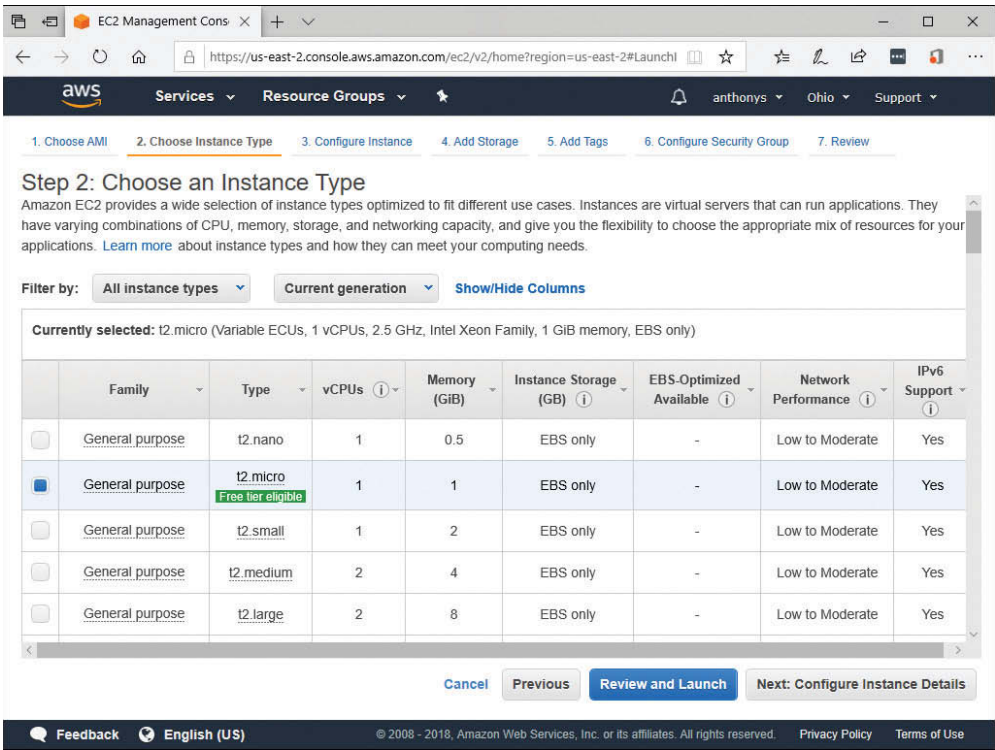 EC2 Management Cons
https://us-east-2.console.aws.amazon.com/ec2/v2/home?region=us-east-2#LaunchI
aws Services Resource Groups anthonys Ohio Support
1. Choose AMI 2. Choose Instance Type 3. Configure Instance 4. Add Storage 5. Add Tags 6. Configure Security Group 7. Review
Step 2: Choose an Instance Type
Amazon EC2 provides a wide selection of instance types optimized to fit different use cases. Instances are virtual servers that can run applications. They
have varying combinations of CPU, memory, storage, and networking capacity, and give you the flexibility to choose the appropriate mix of resources for your
applications. Learn more about instance types and how they can meet your computing needs.
Filter by: All instance types Current generation Show/Hide Columns
Currently selected: t2.micro (Variable ECUs, 1 vCPUs, 2.5 GHz, Intel Xeon Family, 1 GiB memory, EBS only)
Family Type vCPUs Memory (GiB) Instance Storage (GB) EBS-Optimized Available Network Performance IPv6 Support
General purpose t2.nano 1 0.5 EBS only - Low to Moderate Yes
General purpose t2.micro 1 1 EBS only - Low to Moderate Yes
Free tier eligible
General purpose t2.small 1 2 EBS only - Low to Moderate Yes
General purpose t2.medium 2 4 EBS only - Low to Moderate Yes
General purpose t2.large 2 8 EBS only - Low to Moderate Yes
Cancel Previous Review and Launch Next: Configure Instance Details
Feedback English (US) © 2008 - 2018, Amazon Web Services, Inc. or its affiliates. All rights reserved. Privacy Policy Terms of Use